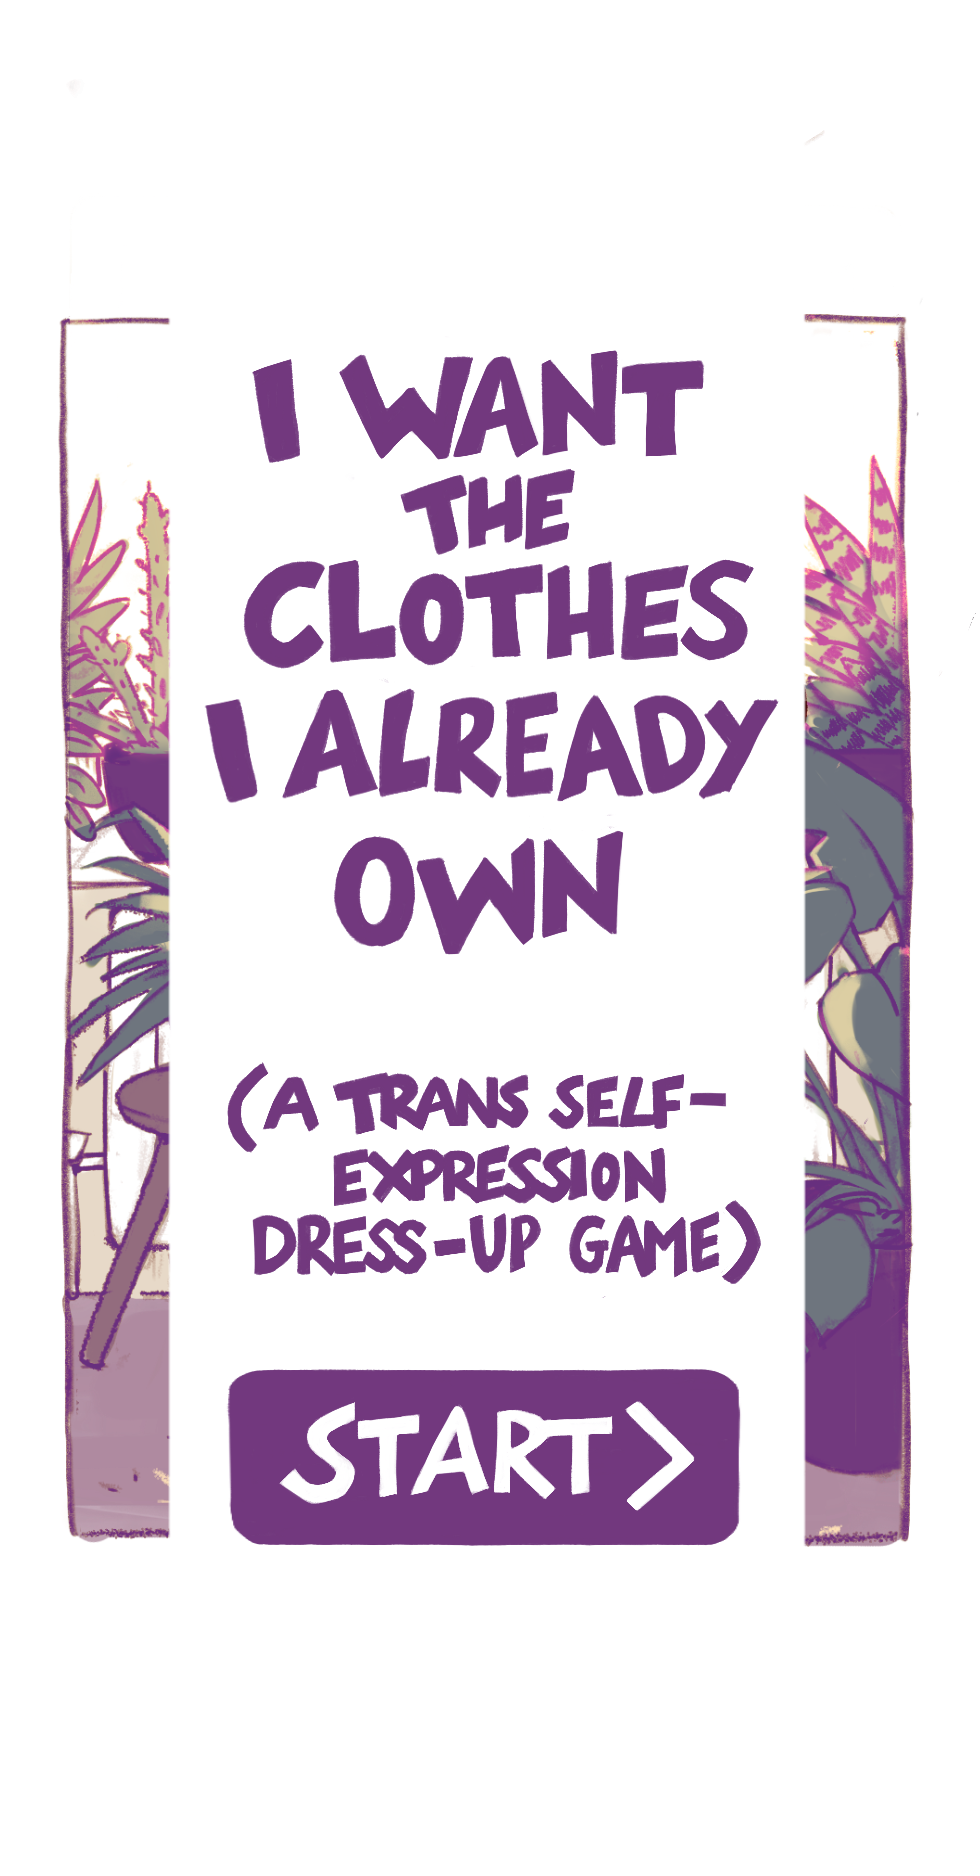 I WANT
THE
CLOTHES
I ALREADY
OWN
(A TRANS SELF-
EXPRESSION
DRESS-UP GAME)
START>